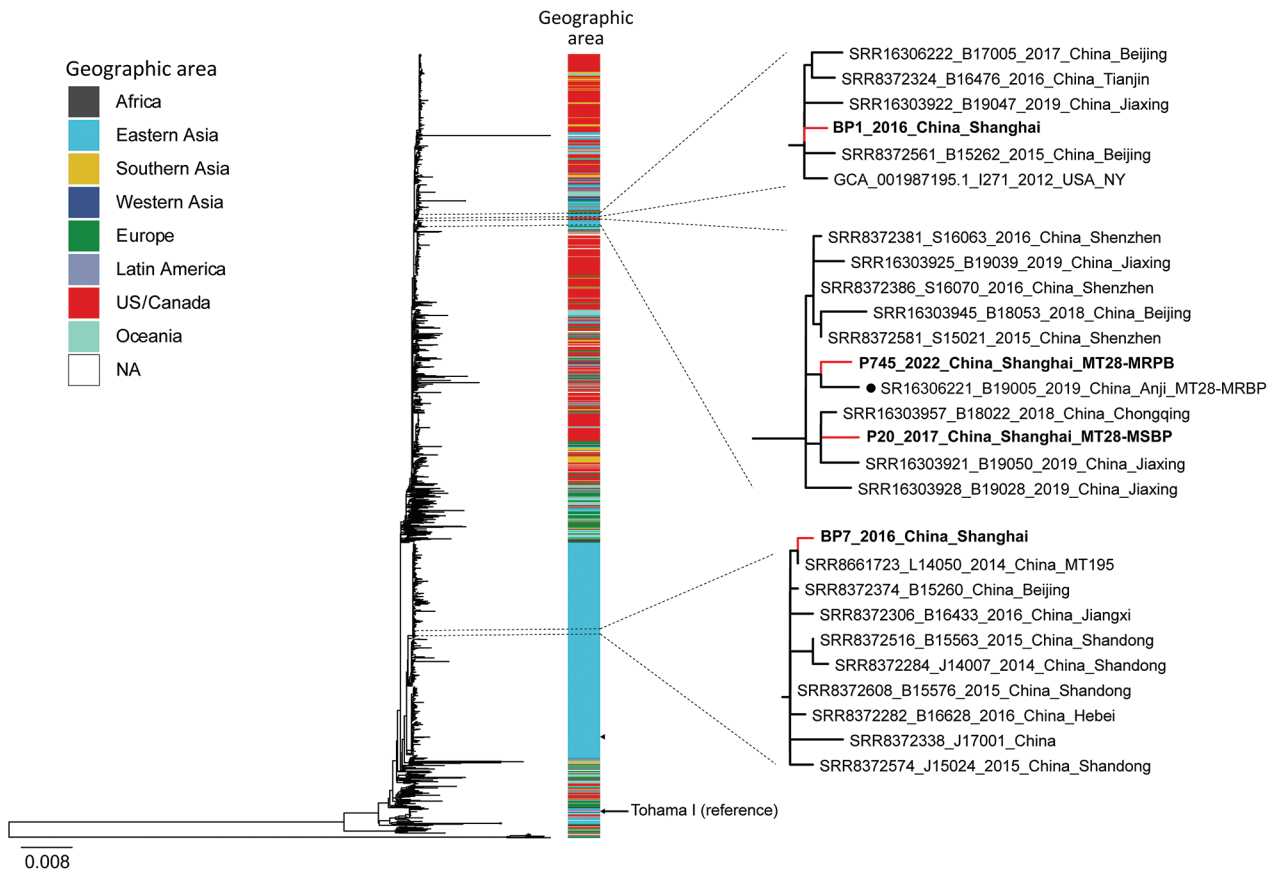 Geographic area
Africa
Eastern Asia
Southern Asia
Western Asia
Europe
Latin America
US/Canada
Oceania
NA
0.008
Geographic
area
Tohama I (reference)
SRR16306222_B17005_2017_China_Beijing
SRR8372324_B16476_2016_China_Tianjin
SRR16303922_B19047_2019_China_Jiaxing
BP1_2016_China_Shanghai
SRR8372561_B15262_2015_China_Beijing
GCA_001987195.1_I271_2012_USA_NY
SRR8372381_S16063_2016_China_Shenzhen
SRR16303925_B19039_2019_China_Jiaxing
SRR8372386_S16070_2016_China_Shenzhen
SRR16303945_B18053_2018_China_Beijing
SRR8372581_S15021_2015_China_Shenzhen
P745_2022_China_Shanghai_MT28-MRPB
SR16306221_B19005_2019_China_Anji_MT28-MRBP
SRR16303957_B18022_2018_China_Chongqing
P20_2017_China_Shanghai_MT28-MSBP
SRR16303921_B19050_2019_China_Jiaxing
SRR16303928_B19028_2019_China_Jiaxing
BP7_2016_China_Shanghai
SRR8661723_L14050_2014_China_MT195
SRR8372374_B15260_China_Beijing
SRR8372306_B16433_2016_China_Jiangxi
SRR8372516_B15563_2015_China_Shandong
SRR8372284_J14007_2014_China_Shandong
SRR8372608_B15576_2015_China_Shandong
SRR8372282_B16628_2016_China_Hebei
SRR8372338_J17001_China
SRR8372574_J15024_2015_China_Shandong